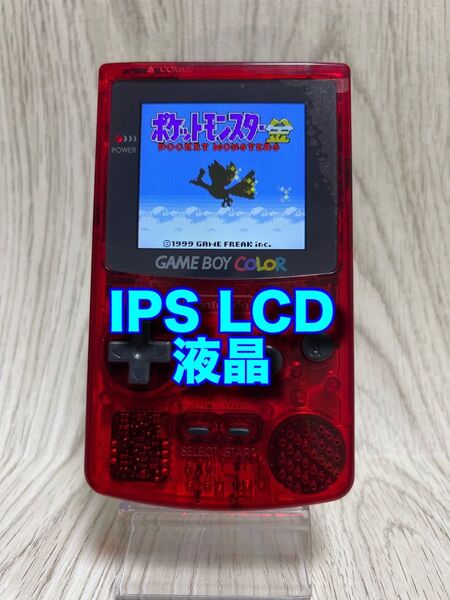 POWER
ポケットモンスター金
POCKET MONSTERS
©1999 GAME FREAK inc.
GAME BOY COLOR
IPS LCD
液晶
SELECT START